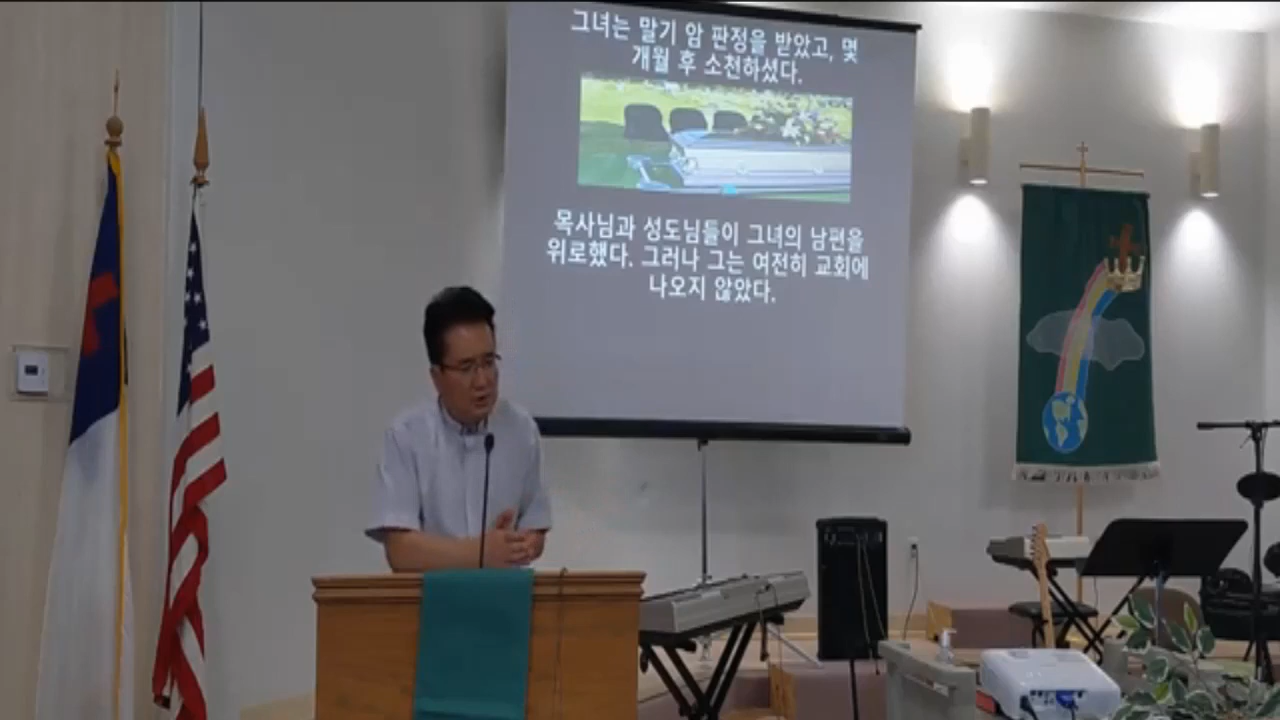 그녀는 말기 암 판정을 받았고, 몇
개월 후 소천하셨다.
목사님과 성도님들이 그녀의 남편을
위로했다. 그러나 그는 여전히 교회에
나오지 않았다.